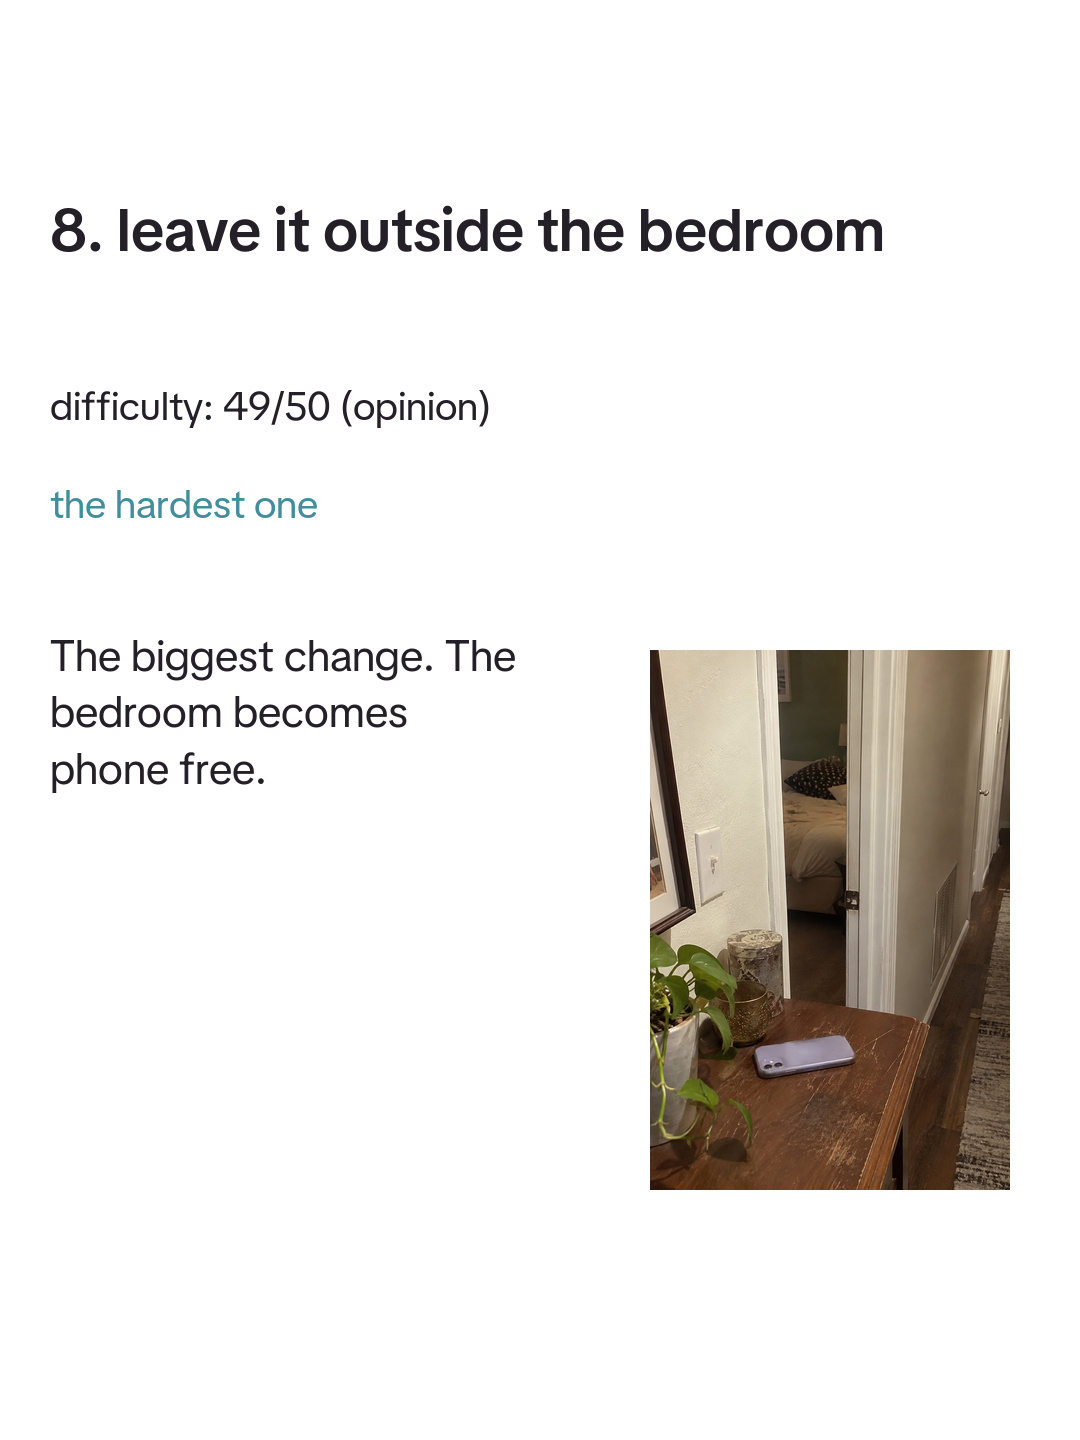 8. leave it outside the bedroom
difficulty: 49/50 (opinion)
the hardest one
The biggest change. The
bedroom becomes
phone free.